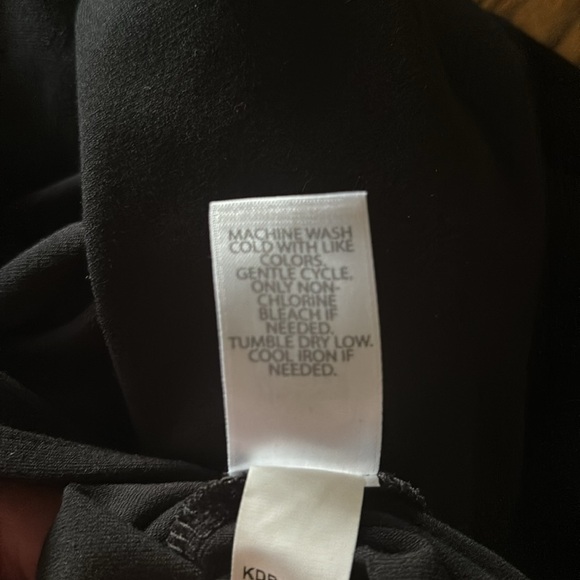 MACHINE WASH
COLD WITH LIKE
COLORS.
GENTLE CYCLE.
ONLY NON-
CHLORINE
BLEACH IF
NEEDED.
TUMBLE DRY LOW.
COOL IRON IF
NEEDED.